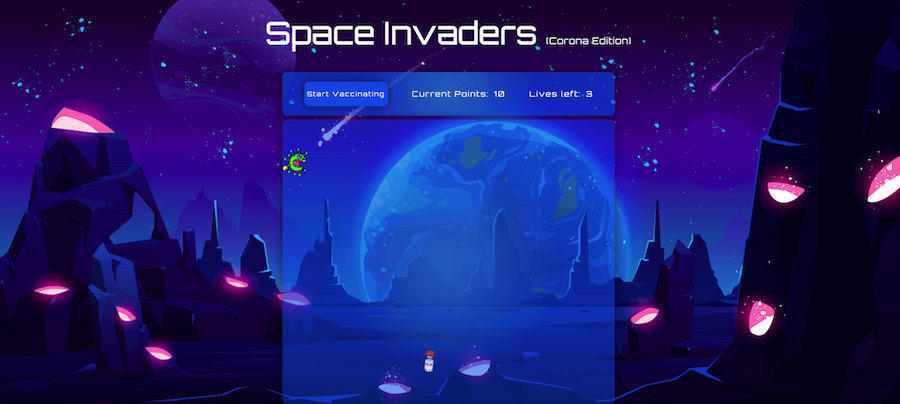 Space Invaders (Corona Edition)
Start Vaccinating Current Points: 10 Lives left: 3